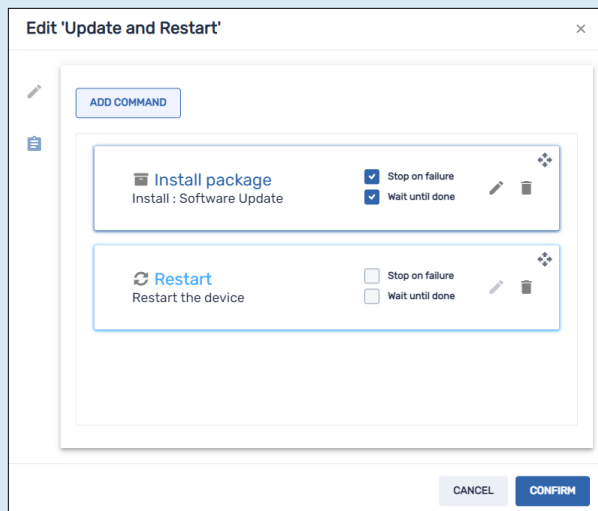 Edit 'Update and Restart'
ADD COMMAND
Install package
Install : Software Update
Stop on failure
Wait until done
Restart
Restart the device
Stop on failure
Wait until done
CANCEL
CONFIRM